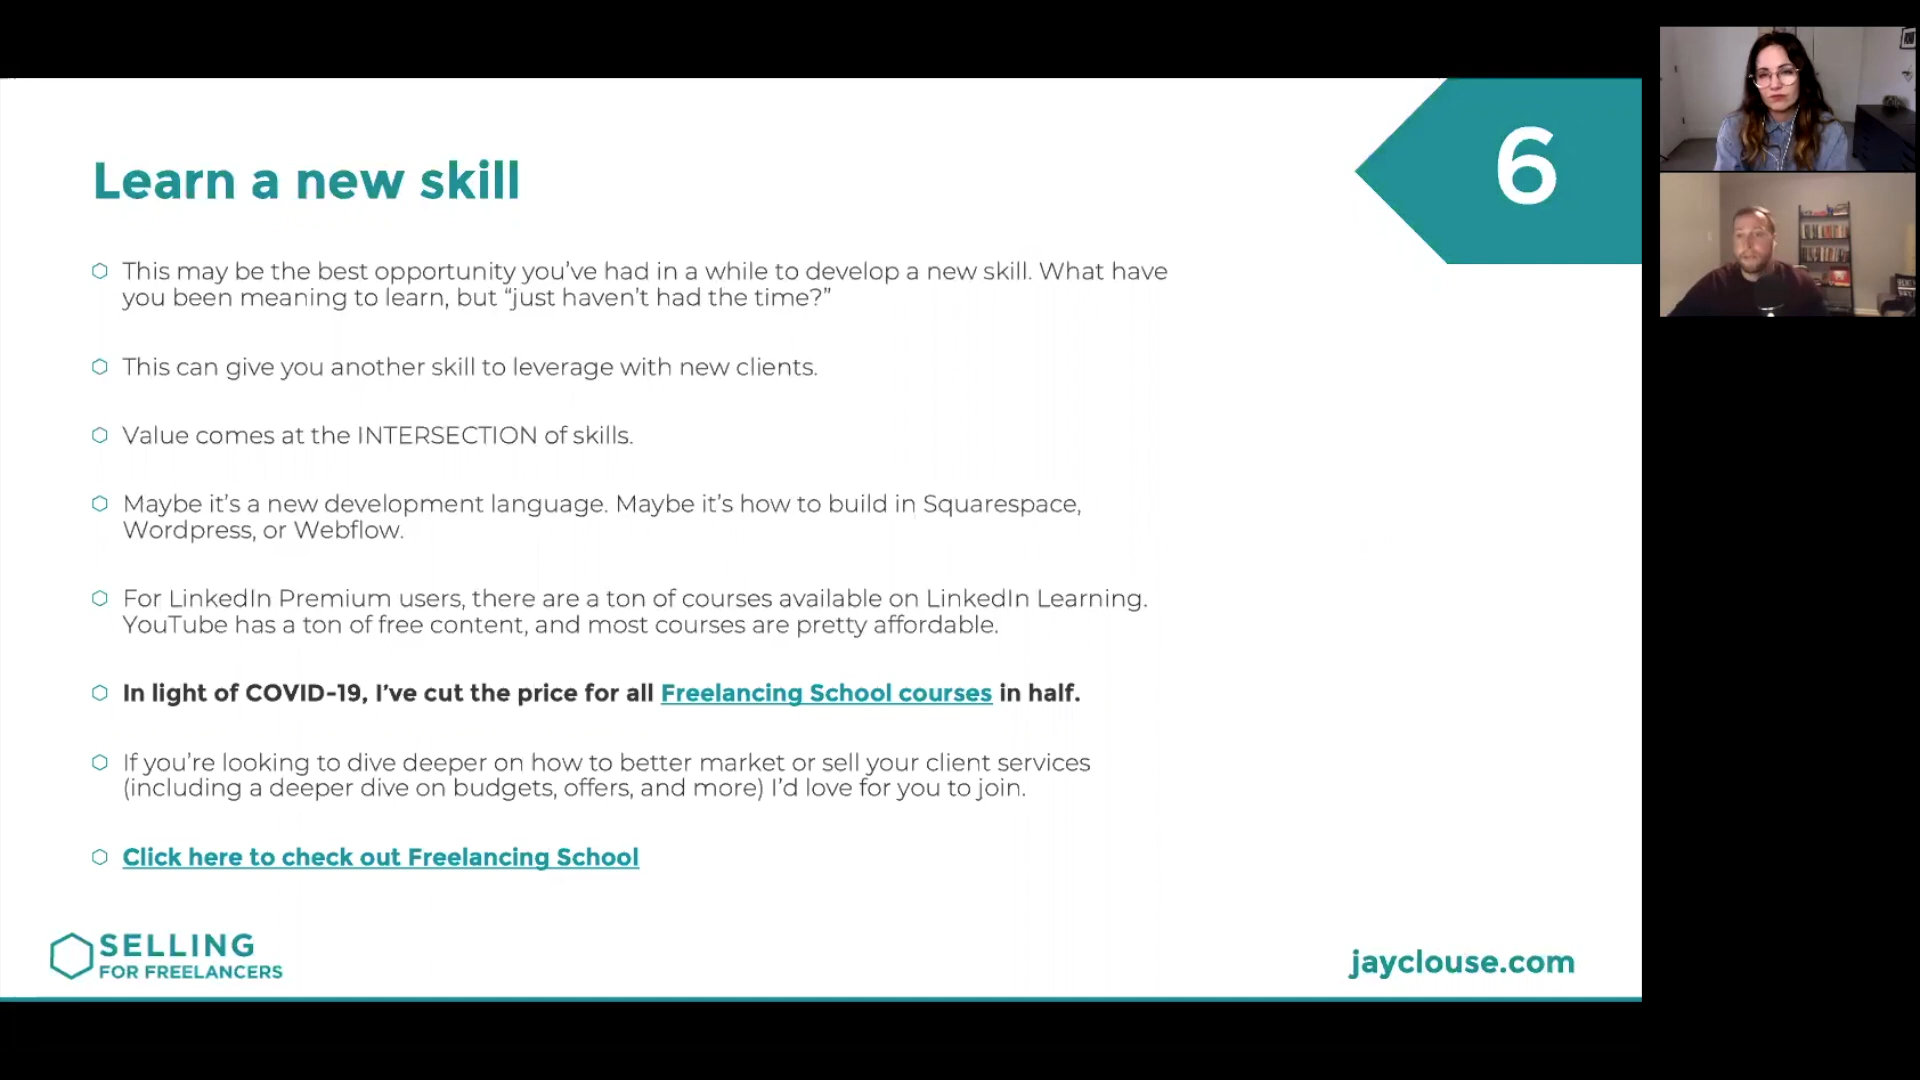 6
Learn a new skill
This may be the best opportunity you’ve had in a while to develop a new skill. What have
you been meaning to learn, but “just haven’t had the time?”
This can give you another skill to leverage with new clients.
Value comes at the INTERSECTION of skills.
Maybe it’s a new development language. Maybe it’s how to build in Squarespace,
Wordpress, or Webflow.
For LinkedIn Premium users, there are a ton of courses available on LinkedIn Learning.
YouTube has a ton of free content, and most courses are pretty affordable.
In light of COVID-19, I’ve cut the price for all Freelancing School courses in half.
If you’re looking to dive deeper on how to better market or sell your client services
(including a deeper dive on budgets, offers, and more) I’d love for you to join.
Click here to check out Freelancing School
SELLING
FOR FREELANCERS
jayclouse.com